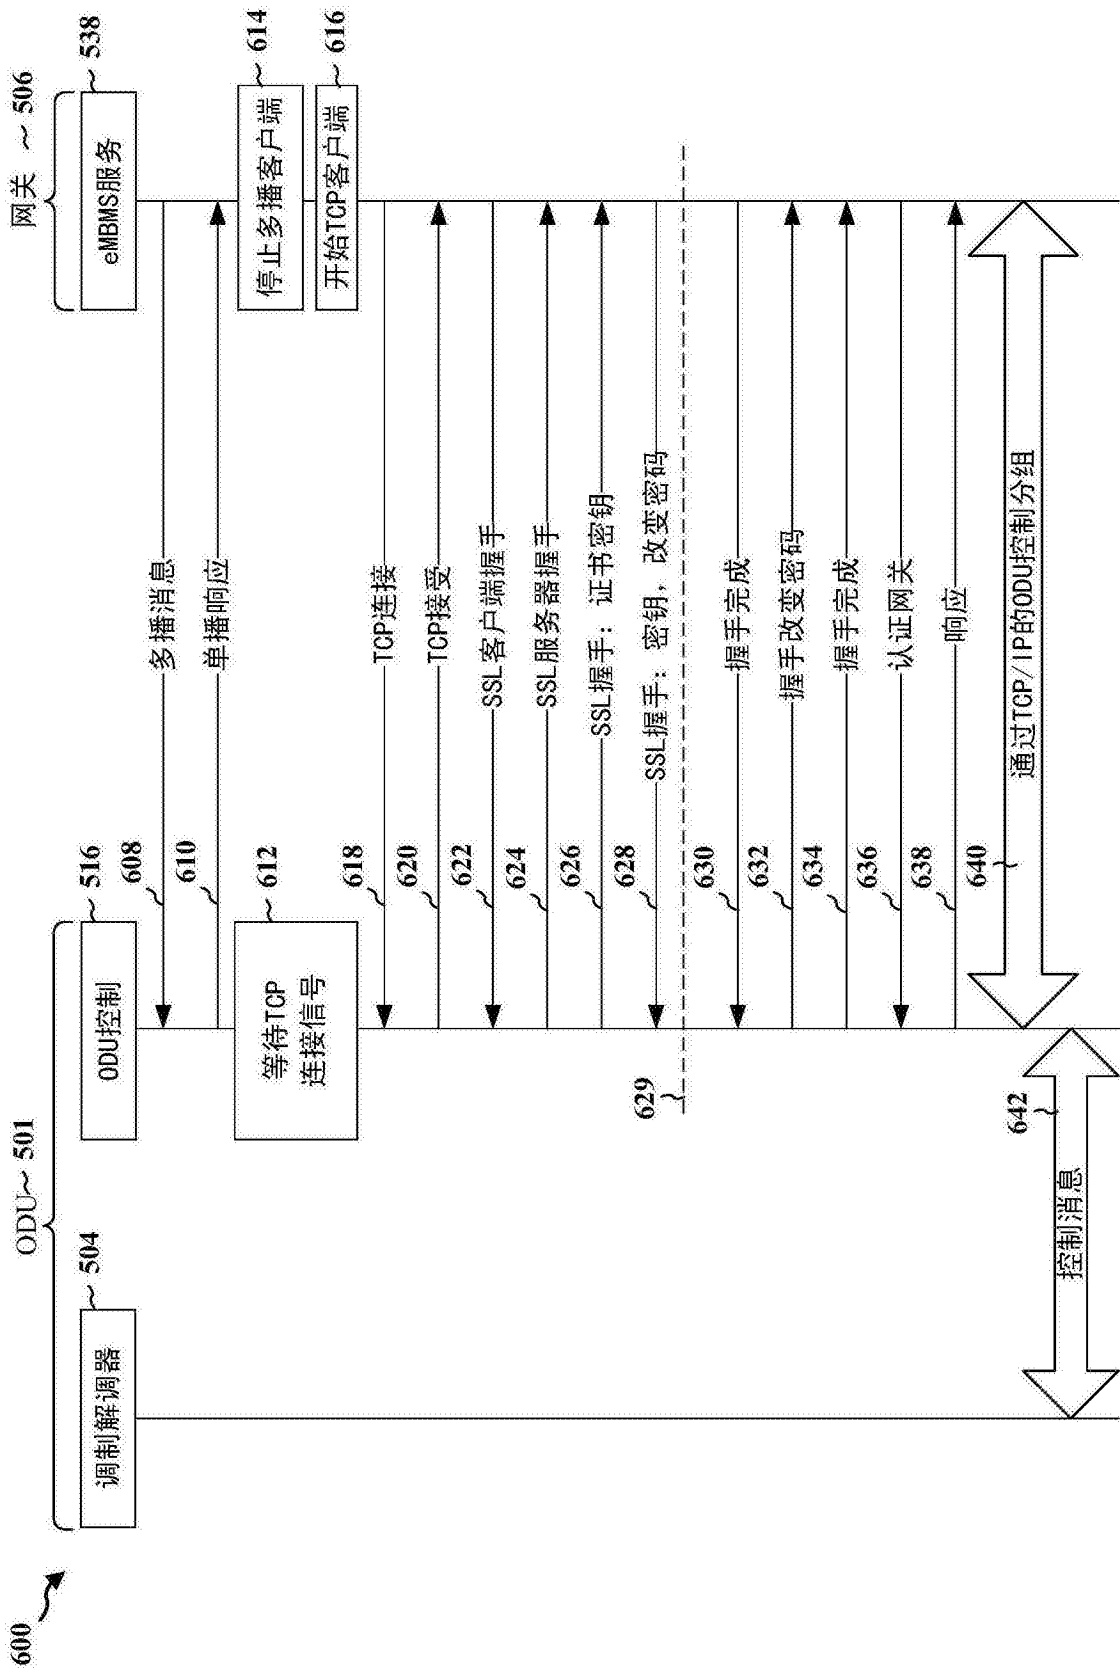 600
ODU 501
网关 506
调制解调器 504
ODU控制 516
eMBMS服务 538
多播消息 608
单播响应 610
等待TCP
连接信号 612
停止多播客户端 614
开始TCP客户端 616
TCP连接 618
TCP接受 620
SSL客户端握手 622
SSL服务器握手 624
SSL握手：证书密钥 626
SSL握手：密钥，改变密码 628
629
握手完成 630
握手改变密码 632
握手完成 634
认证网关 636
响应 638
通过TCP/IP的ODU控制分组 640
控制消息 642